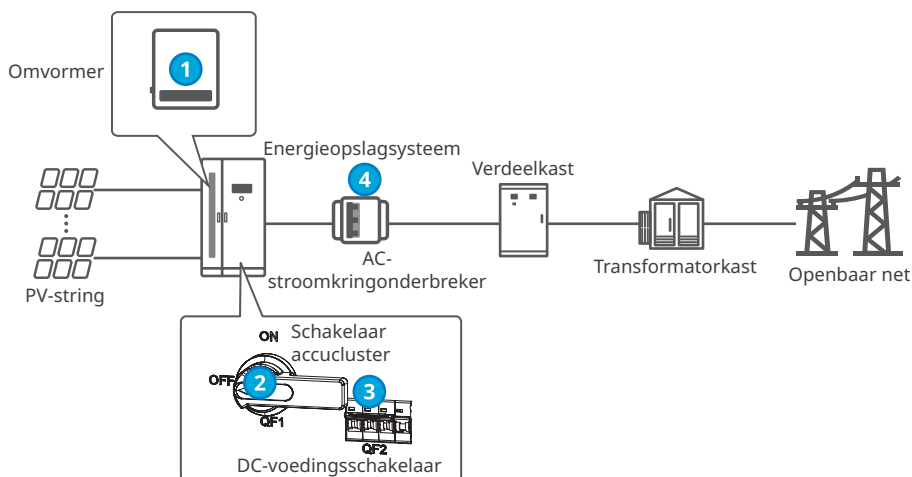 Omvormer
1
Energieopslagsysteem
4
Verdeelkast
AC-
stroomkringonderbreker
Transformatorkast
Openbaar net
PV-string
ON
Schakelaar
accucluster
OFF
2
3
QF1
QF2
DC-voedingsschakelaar